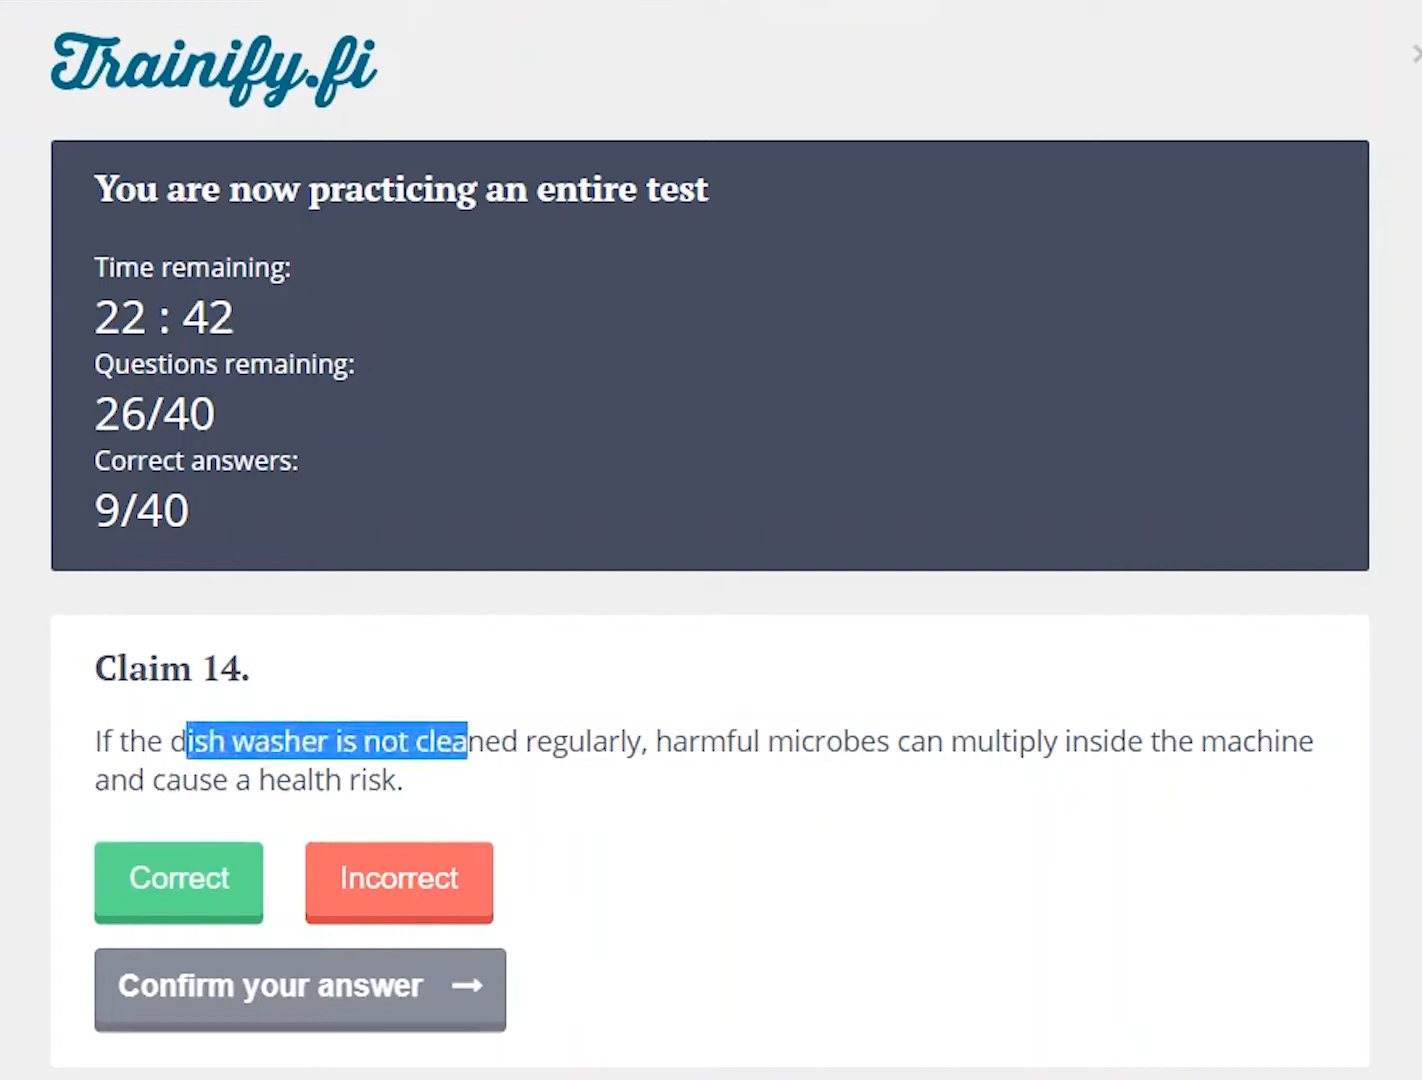 Trainify.fi
You are now practicing an entire test
Time remaining:
22 : 42
Questions remaining:
26/40
Correct answers:
9/40
Claim 14.
If the dish washer is not cleaned regularly, harmful microbes can multiply inside the machine
and cause a health risk.
Correct Incorrect
Confirm your answer →